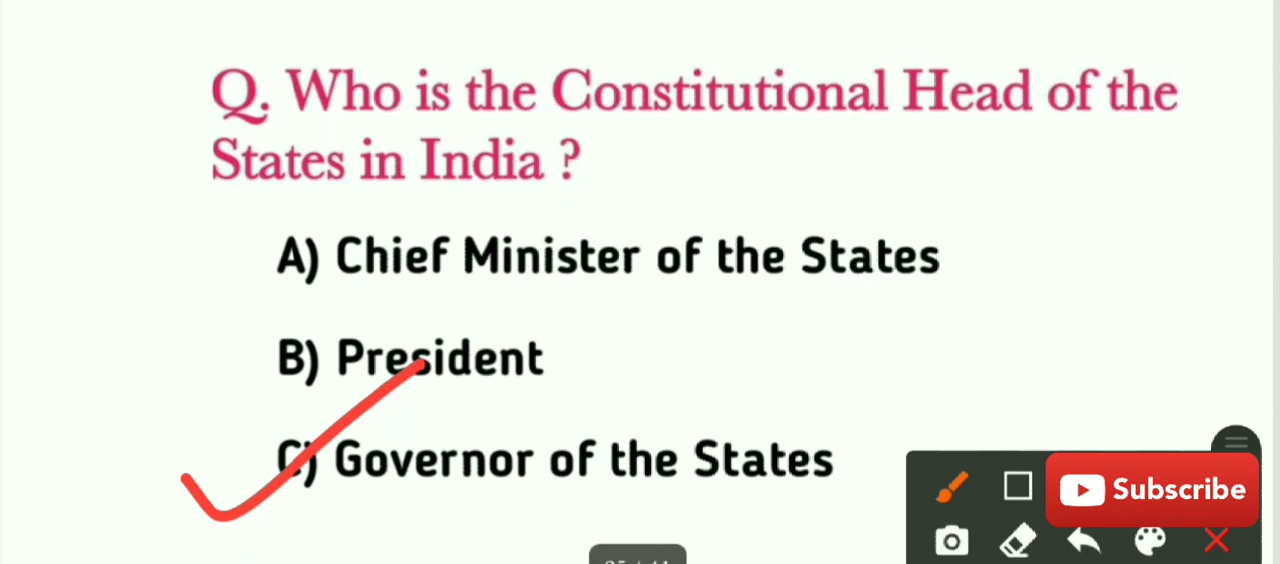 Q. Who is the Constitutional Head of the
States in India ?
A) Chief Minister of the States
B) President
C) Governor of the States
Subscribe